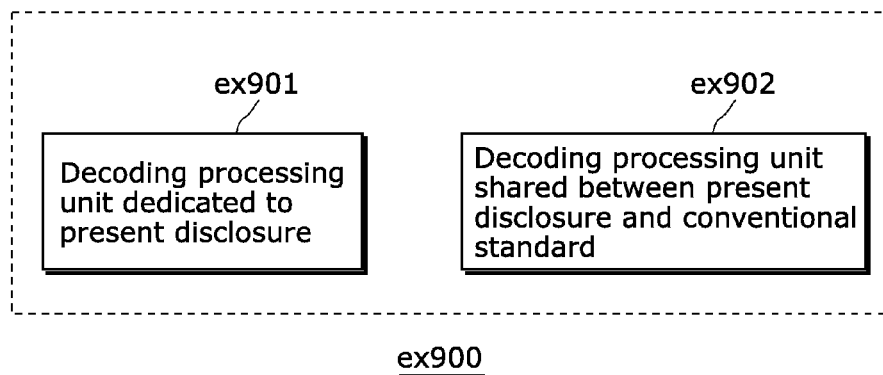 ex901
Decoding processing
unit dedicated to
present disclosure
ex902
Decoding processing unit
shared between present
disclosure and conventional
standard
ex900